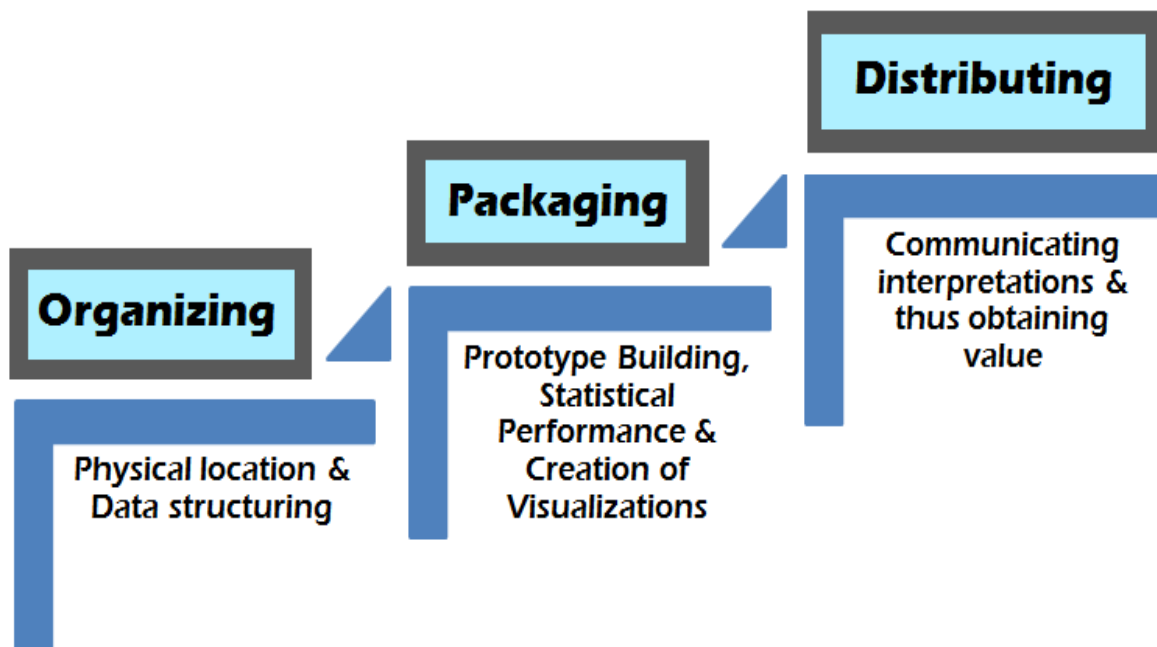 Organizing
Physical location &
Data structuring
Packaging
Prototype Building,
Statistical
Performance &
Creation of
Visualizations
Distributing
Communicating
interpretations &
thus obtaining
value